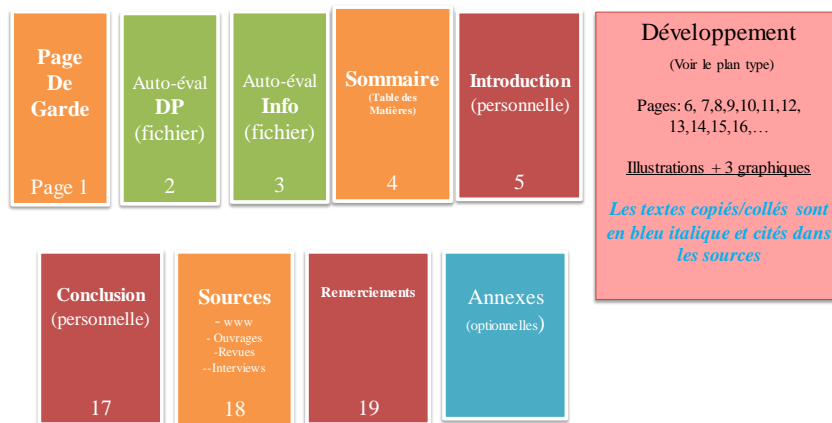 Page
De
Garde
Page 1
Auto-éval
DP
(fichier)
2
Auto-éval
Info
(fichier)
3
Sommaire
(Table des
Matières)
4
Introduction
(personnelle)
5
Développement
(Voir le plan type)
Pages: 6, 7,8,9,10,11,12,
13,14,15,16,…
Illustrations + 3 graphiques
Les textes copiés/collés sont
en bleu italique et cités dans
les sources
Conclusion
(personnelle)
17
Sources
- www
- Ouvrages
-Revues
--Interviews
18
Remerciements
19
Annexes
(optionnelles)